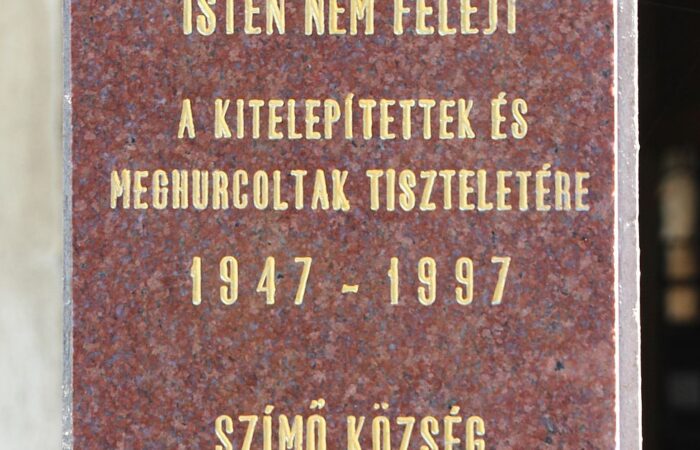 ISTEN NEM FELEJT
A KITELEPÍTETTEK ÉS
MEGHURCOLTAK TISZTELETÉRE
1947 - 1997
SZÍMŐ KÖZSÉG